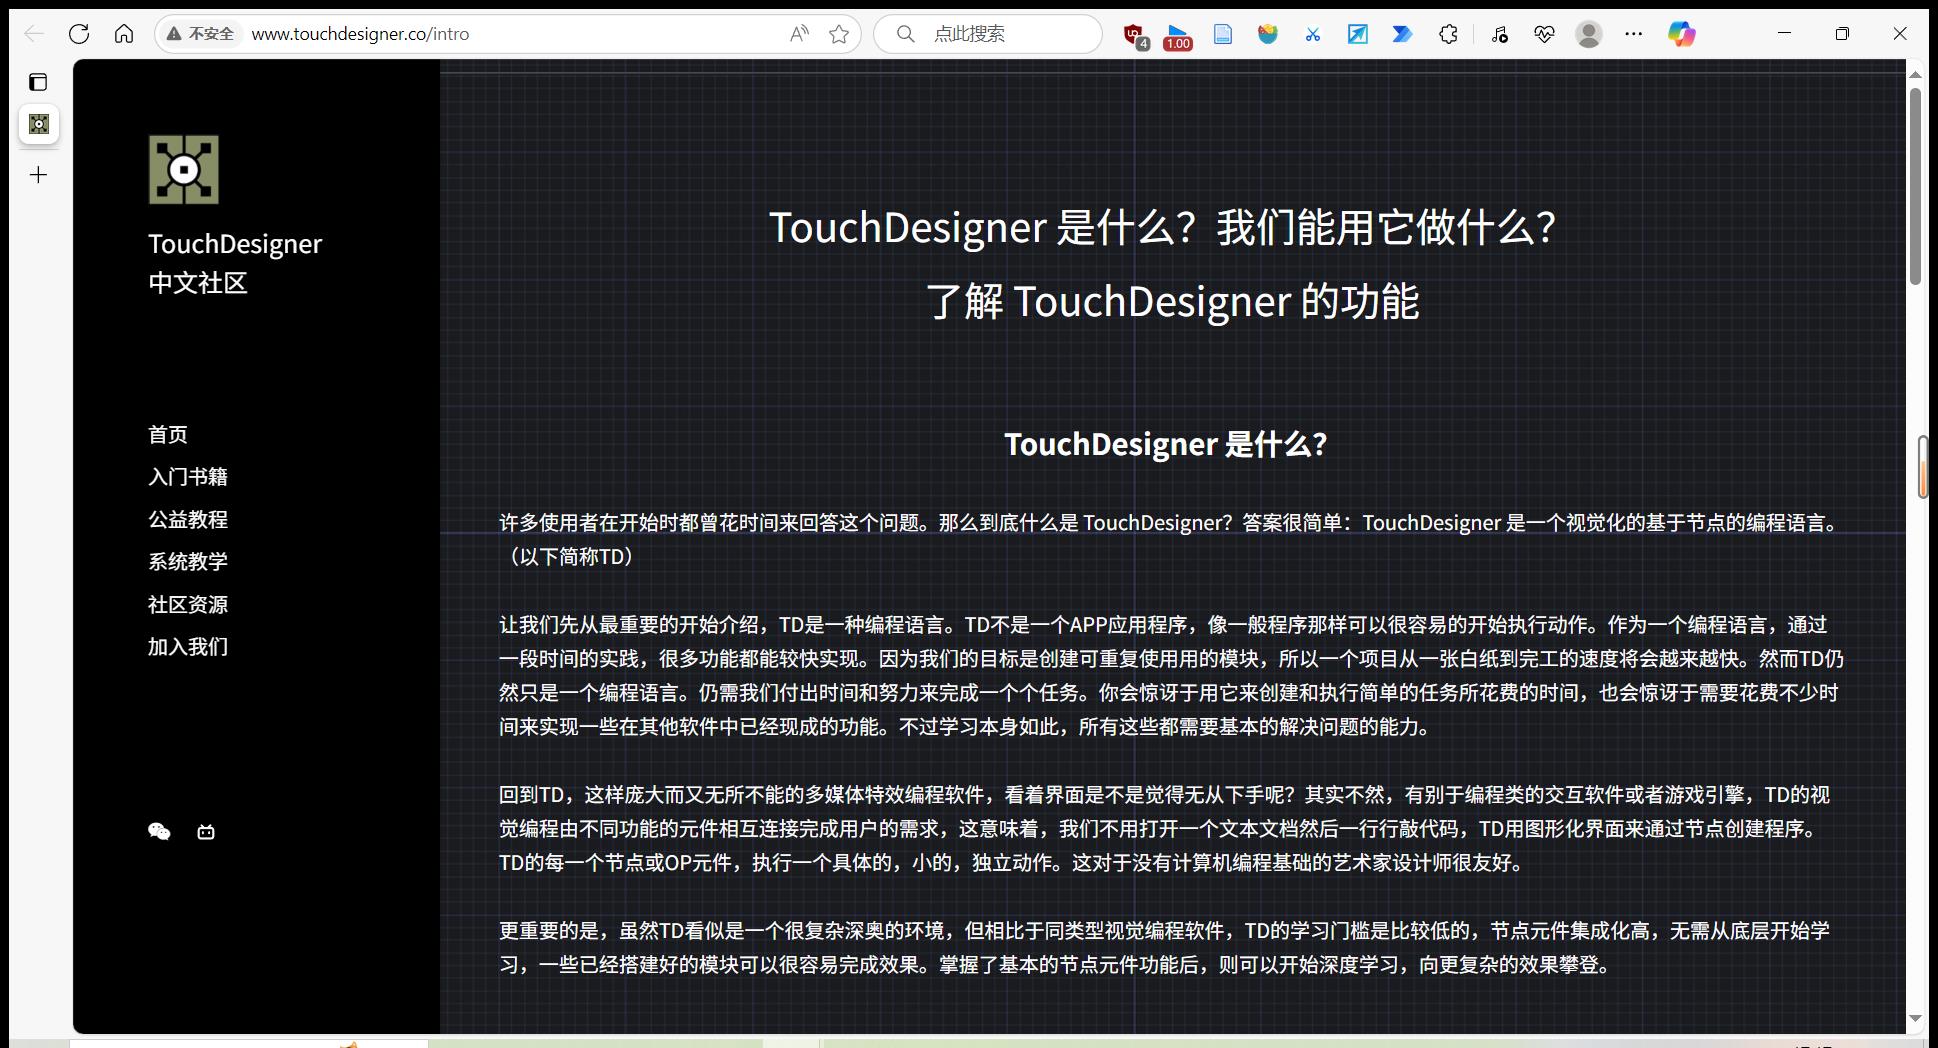 不安全
www.touchdesigner.co/intro
点此搜索
4
1.00
TouchDesigner
中文社区
首页
入门书籍
公益教程
系统教学
社区资源
加入我们
TouchDesigner 是什么？我们能用它做什么？
了解 TouchDesigner 的功能
TouchDesigner 是什么？
许多使用者在开始时都曾花时间来回答这个问题。那么到底什么是 TouchDesigner？答案很简单：TouchDesigner 是一个视觉化的基于节点的编程语言。
（以下简称TD）
让我们先从最重要的开始介绍，TD是一种编程语言。TD不是一个APP应用程序，像一般程序那样可以很容易的开始执行动作。作为一个编程语言，通过
一段时间的实践，很多功能都能较快实现。因为我们的目标是创建可重复使用用的模块，所以一个项目从一张白纸到完工的速度将会越来越快。然而TD仍
然只是一个编程语言。仍需我们付出时间和努力来完成一个个任务。你会惊讶于用它来创建和执行简单的任务所花费的时间，也会惊讶于需要花费不少时
间来实现一些在其他软件中已经现成的功能。不过学习本身如此，所有这些都需要基本的解决问题的能力。
回到TD，这样庞大而又无所不能的多媒体特效编程软件，看着界面是不是觉得无从下手呢？其实不然，有别于编程类的交互软件或者游戏引擎，TD的视
觉编程由不同功能的元件相互连接完成用户的需求，这意味着，我们不用打开一个文本文档然后一行行敲代码，TD用图形化界面来通过节点创建程序。
TD的每一个节点或OP元件，执行一个具体的，小的，独立动作。这对于没有计算机编程基础的艺术家设计师很友好。
更重要的是，虽然TD看似是一个很复杂深奥的环境，但相比于同类型视觉编程软件，TD的学习门槛是比较低的，节点元件集成化高，无需从底层开始学
习，一些已经搭建好的模块可以很容易完成效果。掌握了基本的节点元件功能后，则可以开始深度学习，向更复杂的效果攀登。